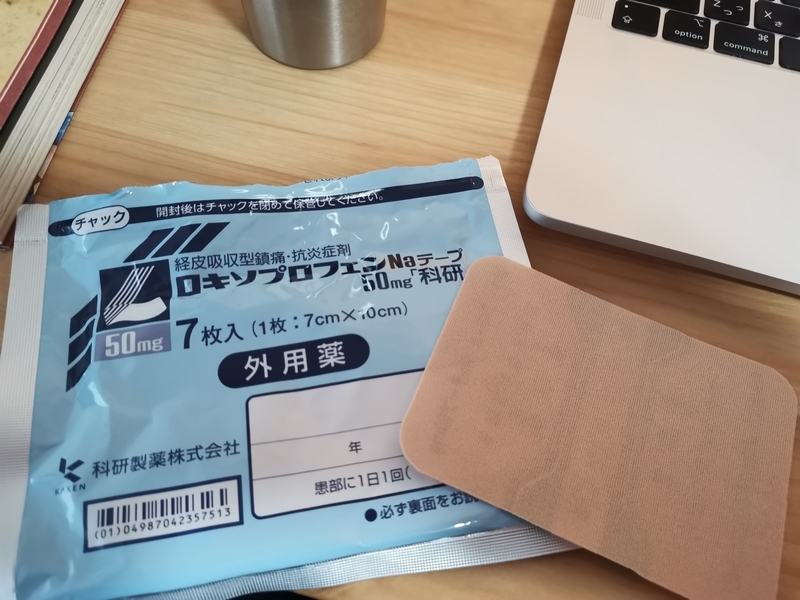 チャック
開封後はチャックを閉めて保管してください。
経皮吸収型鎮痛・抗炎症剤
ロキソプロフェンNaテープ
50mg「科研
50mg
7枚入（1枚：7cm×10cm）
外用薬
年
患部に1日1回(
●必ず裏面をお読
科研製薬株式会社
KAKEN
(01)04987042357513
option
⌘
command
Z
つ
X
さ